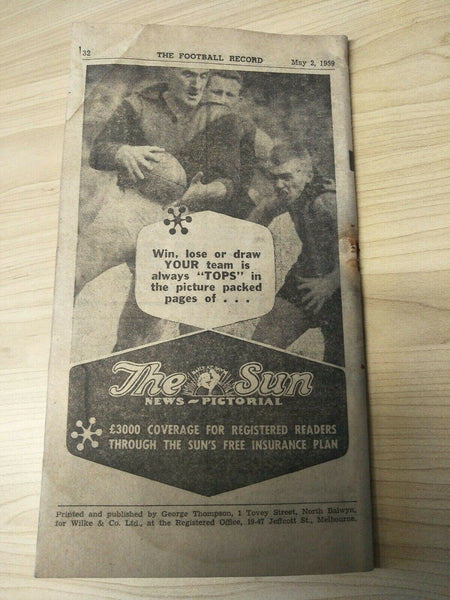 32 THE FOOTBALL RECORD May 2, 1959
Win, lose or draw
YOUR team is
always "TOPS" in
the picture packed
pages of . . .
The Sun
NEWS-PICTORIAL
£3000 COVERAGE FOR REGISTERED READERS
THROUGH THE SUN'S FREE INSURANCE PLAN
Printed and published by George Thompson, 1 Tovey Street, North Balwyn,
for Wilke & Co. Ltd., at the Registered Office, 19-47 Jeffcott St., Melbourne.